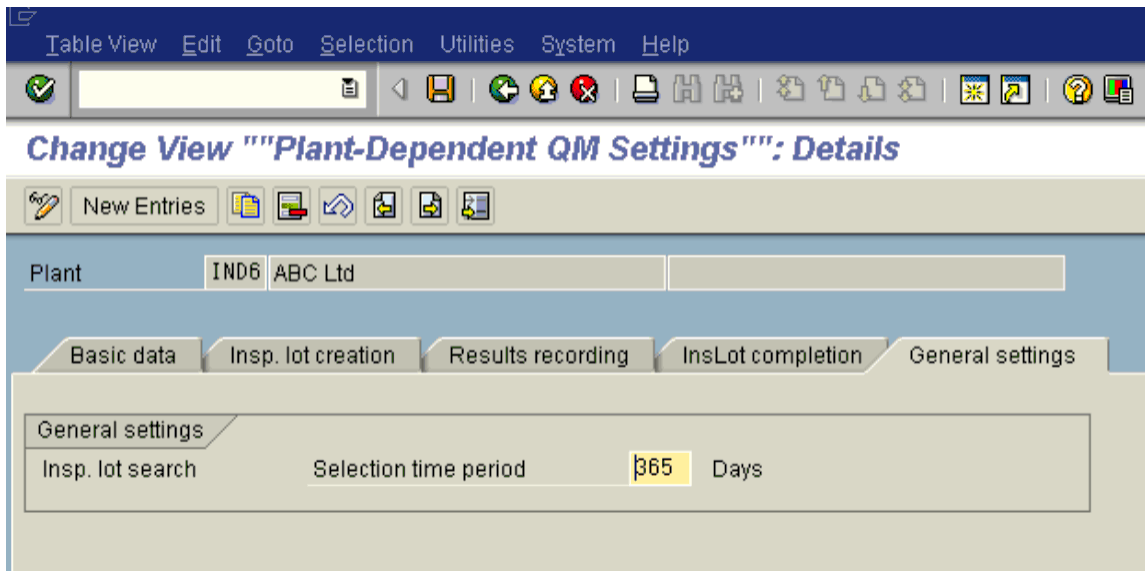 Table View Edit Goto Selection Utilities System Help
Change View ""Plant-Dependent QM Settings"": Details
New Entries
Plant IND6 ABC Ltd
Basic data Insp. lot creation Results recording InsLot completion General settings
General settings
Insp. lot search Selection time period 365 Days